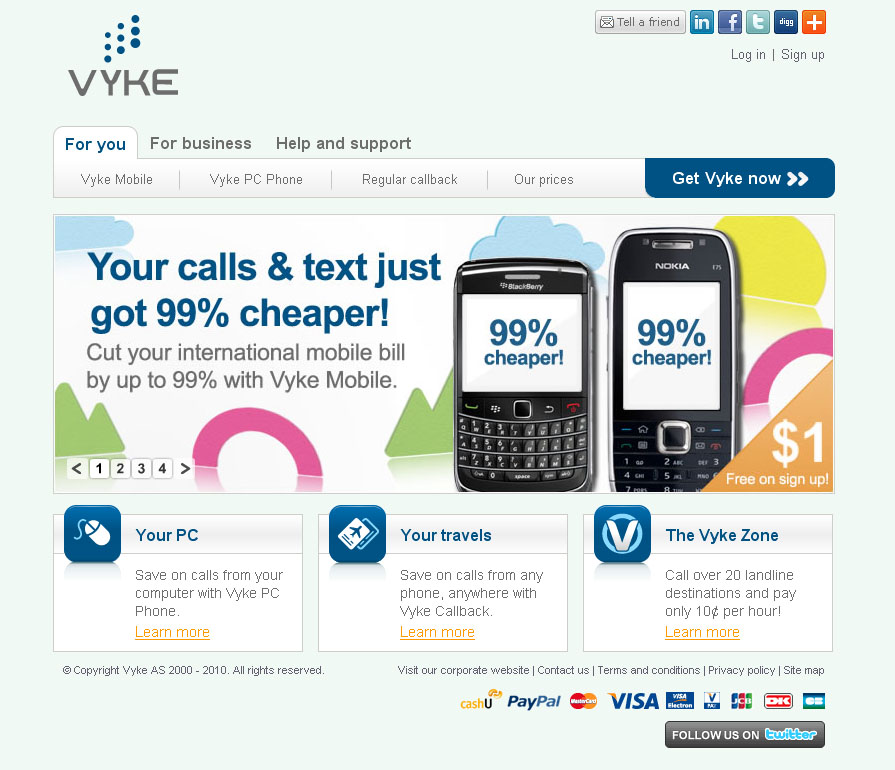 Tell a friend
in f t digg +
Log in | Sign up
VYKE
For you For business Help and support
Vyke Mobile Vyke PC Phone Regular callback Our prices
Get Vyke now
Your calls & text just
got 99% cheaper!
Cut your international mobile bill
by up to 99% with Vyke Mobile.
< 1 2 3 4 >
BlackBerry
99%
cheaper!
NOKIA E75
99%
cheaper!
$1
Free on sign up!
Your PC
Save on calls from your
computer with Vyke PC
Phone.
Learn more
Your travels
Save on calls from any
phone, anywhere with
Vyke Callback.
Learn more
V
The Vyke Zone
Call over 20 landline
destinations and pay
only 10¢ per hour!
Learn more
© Copyright Vyke AS 2000 - 2010. All rights reserved.
Visit our corporate website | Contact us | Terms and conditions | Privacy policy | Site map
cashU PayPal MasterCard VISA VISA Electron V PAY JCB DK CB
FOLLOW US ON twitter